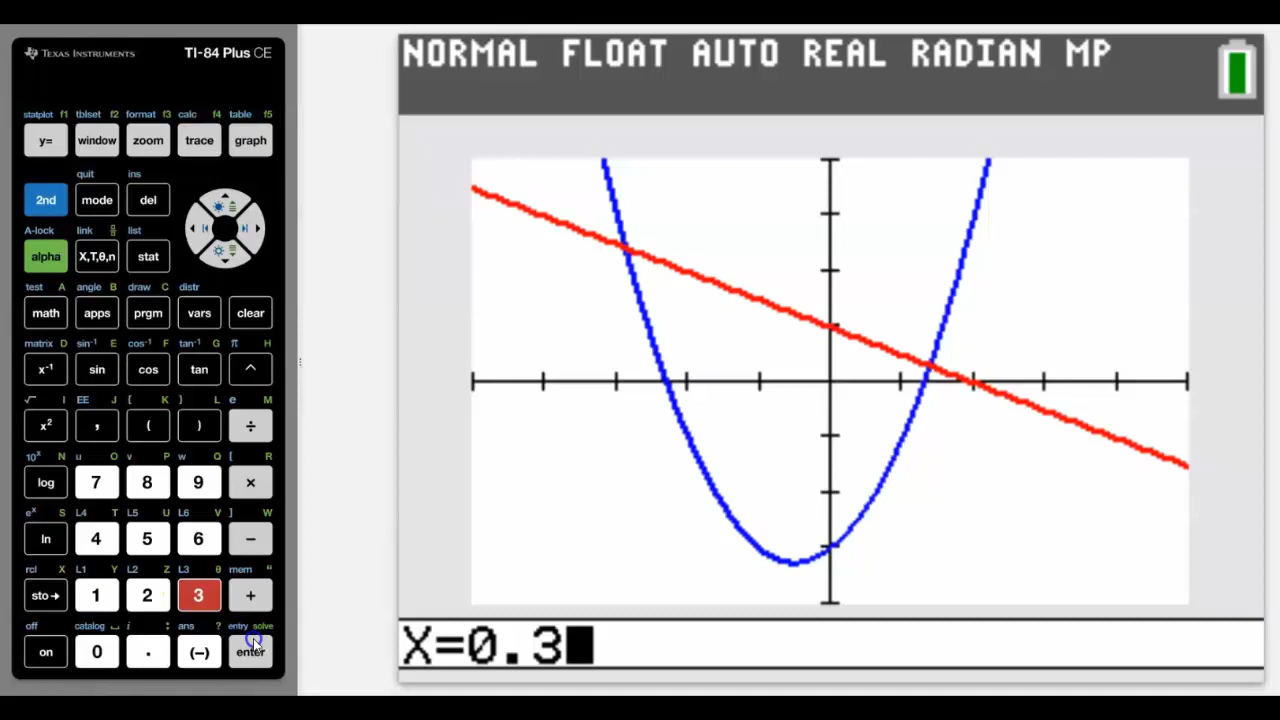 TEXAS INSTRUMENTS TI-84 Plus CE
NORMAL FLOAT AUTO REAL RADIAN MP
statplot f1 tblset f2 format f3 calc f4 table f5
y= window zoom trace graph
quit ins
2nd mode del
A-lock link list
alpha X,T,θ,n stat
test A angle B draw C distr
math apps prgm vars clear
matrix D sin⁻¹ E cos⁻¹ F tan⁻¹ G π H
x⁻¹ sin cos tan ^
√ I EE J { K } L e M
x² , ( ) ÷
10ˣ N u O v P w Q [ R
log 7 8 9 ×
eˣ S L4 T L5 U L6 V ] W
ln 4 5 6 −
rcl X L1 Y L2 Z L3 θ mem "
sto→ 1 2 3 +
off catalog ␣ i : ans ? entry solve
on 0 . (−) enter
X=0.3